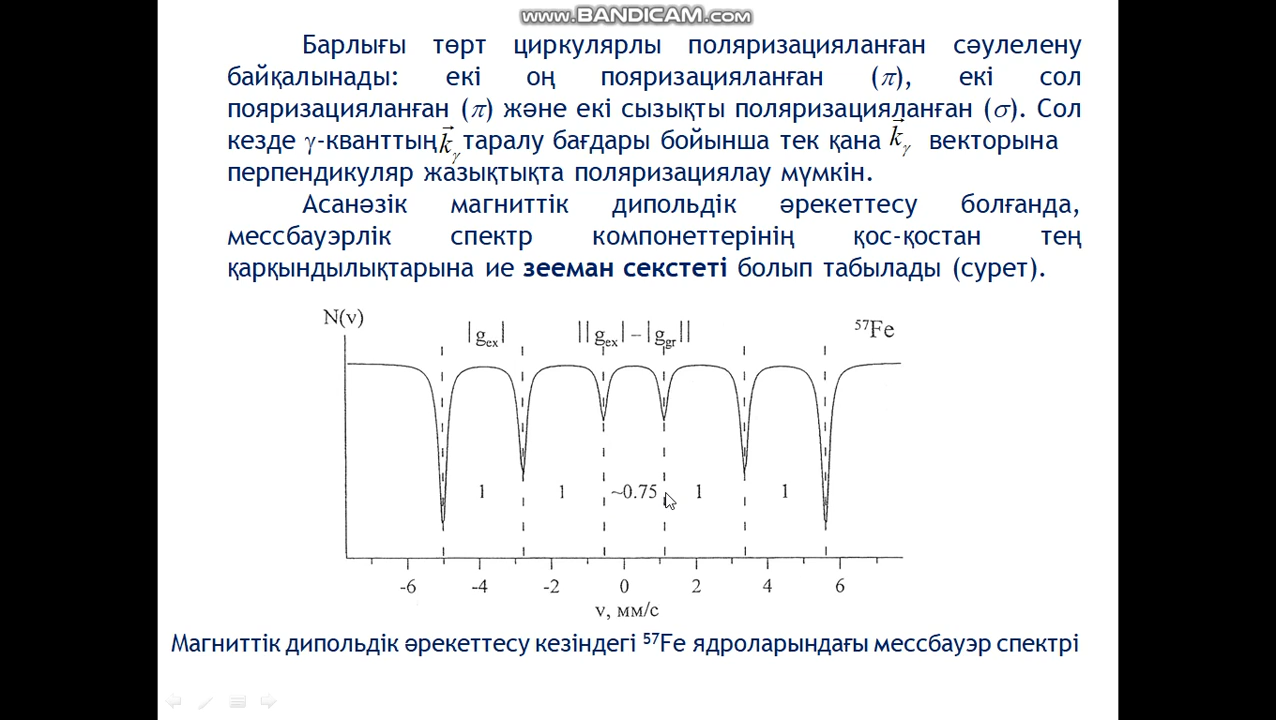 www.BANDICAM.com
Барлығы төрт циркулярлы поляризацияланған сәулелену
байқалынады: екі оң пояризацияланған (π), екі сол
пояризацияланған (π) және екі сызықты поляризацияланған (σ). Сол
кезде γ-кванттың k⃗γ таралу бағдары бойынша тек қана k⃗γ векторына
перпендикуляр жазықтықта поляризациялау мүмкін.
Асанәзік магниттік дипольдік әрекеттесу болғанда,
мессбауэрлік спектр компонеттерінің қос-қостан тең
қарқындылықтарына ие зееман секстеті болып табылады (сурет).
N(v) |gex| ||gex| – |ggr|| ⁵⁷Fe
1 1 ~0.75 1 1
-6 -4 -2 0 2 4 6
v, мм/с
Магниттік дипольдік әрекеттесу кезіндегі ⁵⁷Fe ядроларындағы мессбауэр спектрі